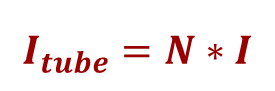 I_tube = N * I